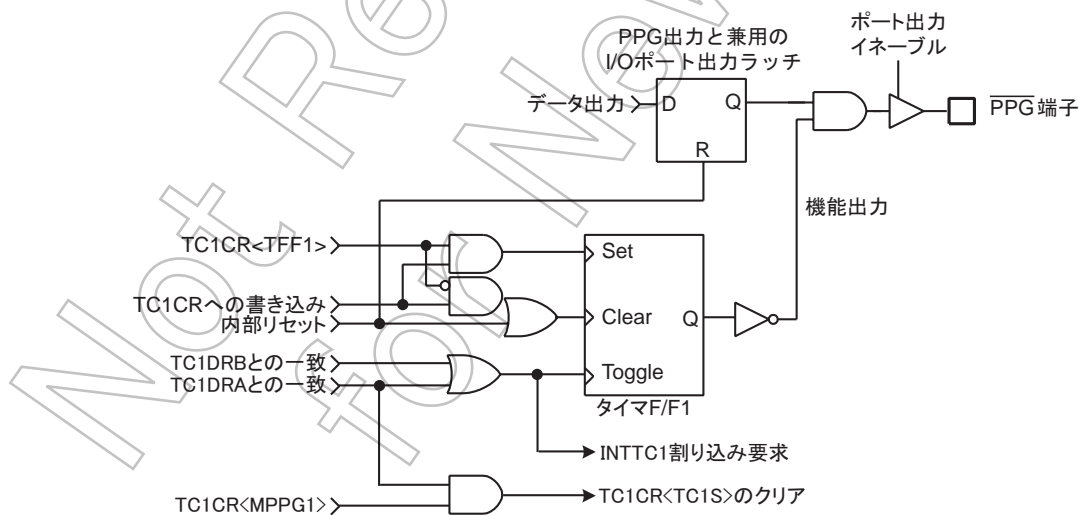 ポート出力
イネーブル
PPG出力と兼用の
I/Oポート出力ラッチ
データ出力
D
Q
R
PPG 端子
機能出力
TC1CR<TFF1>
Set
TC1CRへの書き込み
内部リセット
Clear
Q
TC1DRBとの一致
TC1DRAとの一致
Toggle
タイマF/F1
INTTC1割り込み要求
TC1CR<MPPG1>
TC1CR<TC1S>のクリア
Not Re
for New